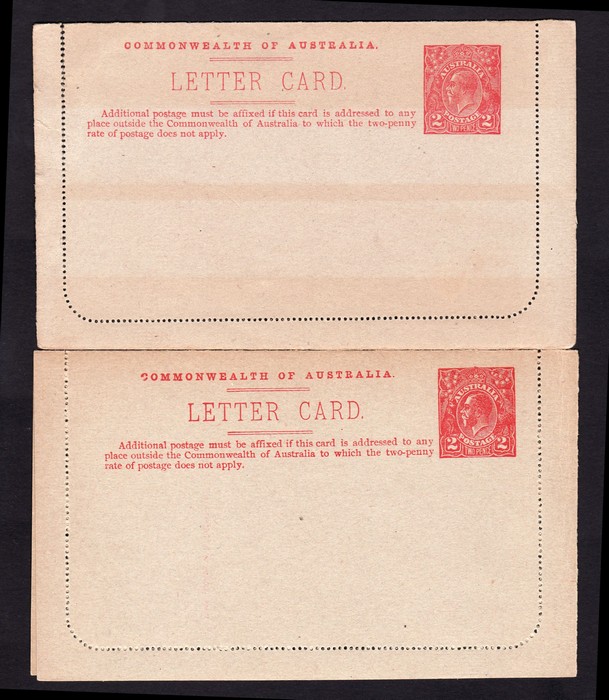 COMMONWEALTH OF AUSTRALIA.
LETTER CARD.
Additional postage must be affixed if this card is addressed to any
place outside the Commonwealth of Australia to which the two-penny
rate of postage does not apply.
AUSTRALIA
POSTAGE
2 TWO PENCE 2
COMMONWEALTH OF AUSTRALIA.
LETTER CARD.
Additional postage must be affixed if this card is addressed to any
place outside the Commonwealth of Australia to which the two-penny
rate of postage does not apply.
AUSTRALIA
POSTAGE
2 TWO PENCE 2